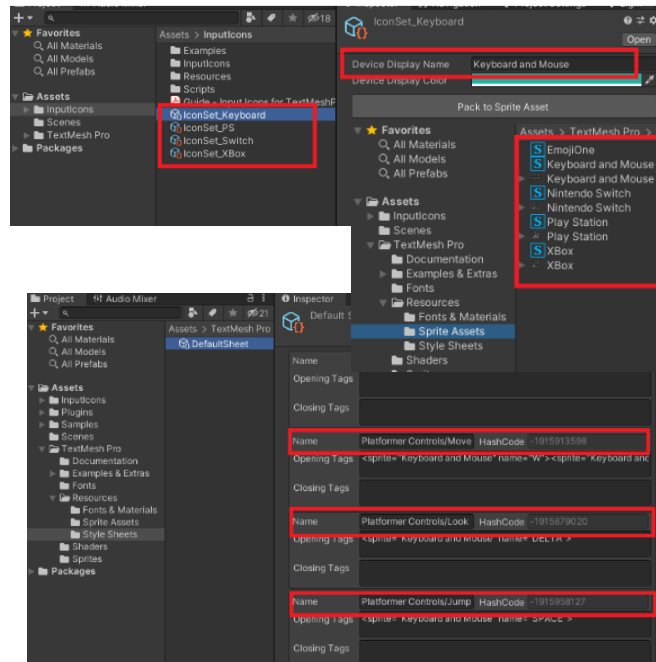 Project
Audio Mixer
18
Favorites
All Materials
All Models
All Prefabs
Assets
InputIcons
Scenes
TextMesh Pro
Packages
Assets > InputIcons
Examples
InputIcons
Resources
Scripts
Guide - Input Icons for TextMeshP
IconSet_Keyboard
IconSet_PS
IconSet_Switch
IconSet_XBox
IconSet_Keyboard
Open
Device Display Name Keyboard and Mouse
Device Display Color
Pack to Sprite Asset
Favorites
All Materials
All Models
All Prefabs
Assets
InputIcons
Scenes
TextMesh Pro
Documentation
Examples & Extras
Fonts
Resources
Fonts & Materials
Sprite Assets
Style Sheets
Shaders
Assets > TextMesh Pro >
EmojiOne
Keyboard and Mouse
Keyboard and Mouse
Nintendo Switch
Nintendo Switch
Play Station
Play Station
XBox
XBox
Project Audio Mixer
21
Favorites
All Materials
All Models
All Prefabs
Assets
InputIcons
Plugins
Samples
Scenes
TextMesh Pro
Documentation
Examples & Extras
Fonts
Resources
Fonts & Materials
Sprite Assets
Style Sheets
Shaders
Sprites
Packages
Assets > TextMesh Pro
DefaultSheet
Inspector
Default S
Name
Opening Tags
Closing Tags
Name Platformer Controls/Move HashCode -1915913598
Opening Tags <sprite="Keyboard and Mouse" name="W"><sprite="Keyboard and
Closing Tags
Name Platformer Controls/Look HashCode -1915879020
Opening Tags <sprite="Keyboard and Mouse" name="DELTA">
Closing Tags
Name Platformer Controls/Jump HashCode -1915958127
Opening Tags <sprite="Keyboard and Mouse" name="SPACE">
Closing Tags